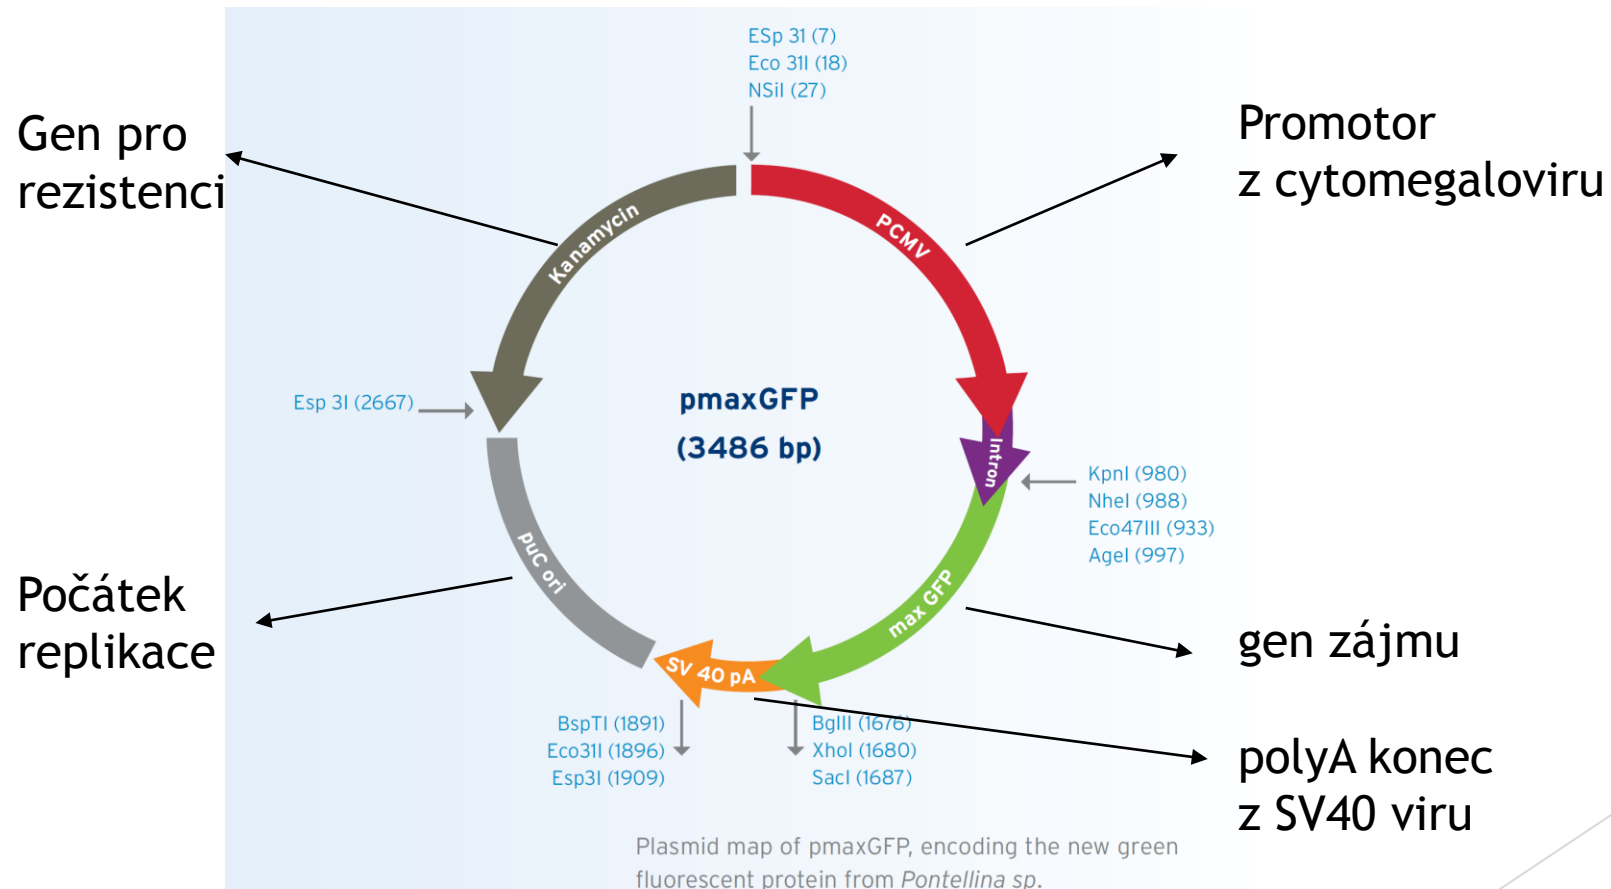 ESp 31 (7)
Eco 31l (18)
NSiI (27)
Gen pro
rezistenci
Promotor
z cytomegaloviru
Kanamycin
PCMV
Esp 3I (2667)
pmaxGFP
(3486 bp)
Intron
KpnI (980)
NheI (988)
Eco47III (933)
AgeI (997)
puC ori
max GFP
Počátek
replikace
gen zájmu
SV 40 pA
BspTI (1891)
Eco31I (1896)
Esp3I (1909)
BglII (1676)
XhoI (1680)
SacI (1687)
polyA konec
z SV40 viru
Plasmid map of pmaxGFP, encoding the new green
fluorescent protein from Pontellina sp.